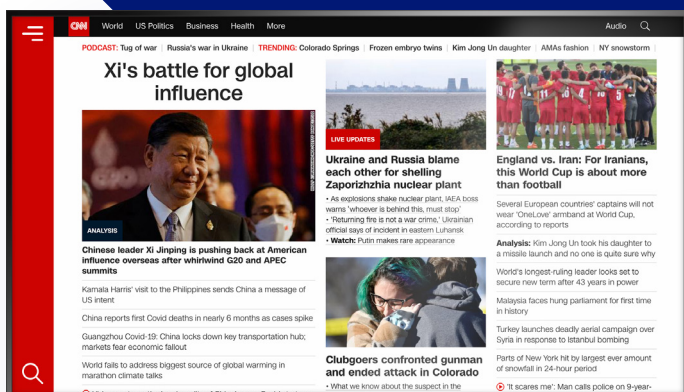 CNN World US Politics Business Health More Audio
PODCAST: Tug of war | Russia's war in Ukraine | TRENDING: Colorado Springs | Frozen embryo twins | Kim Jong Un daughter | AMAs fashion | NY snowstorm |
Xi's battle for global
influence
ANALYSIS
Chinese leader Xi Jinping is pushing back at American
influence overseas after whirlwind G20 and APEC
summits
Kamala Harris' visit to the Philippines sends China a message of
US intent
China reports first Covid deaths in nearly 6 months as cases spike
Guangzhou Covid-19: China locks down key transportation hub;
markets fear economic fallout
World fails to address biggest source of global warming in
marathon climate talks
LIVE UPDATES
Ukraine and Russia blame
each other for shelling
Zaporizhzhia nuclear plant
• As explosions shake nuclear plant, IAEA boss
warns 'whoever is behind this, must stop'
• 'Returning fire is not a war crime,' Ukrainian
official says of incident in eastern Luhansk
• Watch: Putin makes rare appearance
Clubgoers confronted gunman
and ended attack in Colorado
• What we know about the suspect in the
England vs. Iran: For Iranians,
this World Cup is about more
than football
Several European countries' captains will not
wear 'OneLove' armband at World Cup,
according to reports
Analysis: Kim Jong Un took his daughter to
a missile launch and no one is quite sure why
World's longest-ruling leader looks set to
secure new term after 43 years in power
Malaysia faces hung parliament for first time
in history
Turkey launches deadly aerial campaign over
Syria in response to Istanbul bombing
Parts of New York hit by largest ever amount
of snowfall in 24-hour period
'It scares me': Man calls police on 9-year-